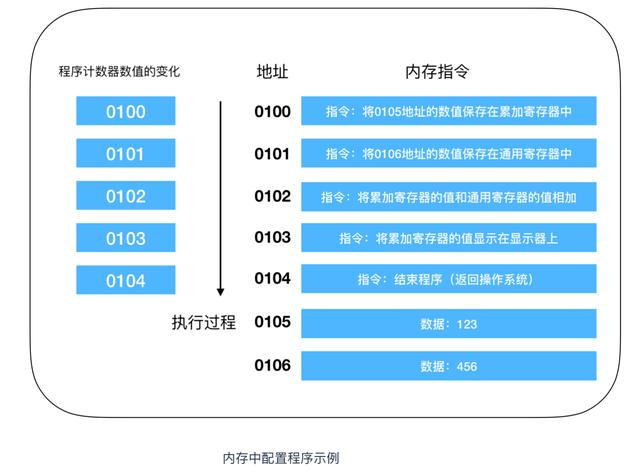 程序计数器数值的变化 地址 内存指令
0100 0100 指令：将0105地址的数值保存在累加寄存器中
0101 0101 指令：将0106地址的数值保存在通用寄存器中
0102 0102 指令：将累加寄存器的值和通用寄存器的值相加
0103 0103 指令：将累加寄存器的值显示在显示器上
0104 0104 指令：结束程序（返回操作系统）
执行过程 0105 数据：123
0106 数据：456
内存中配置程序示例